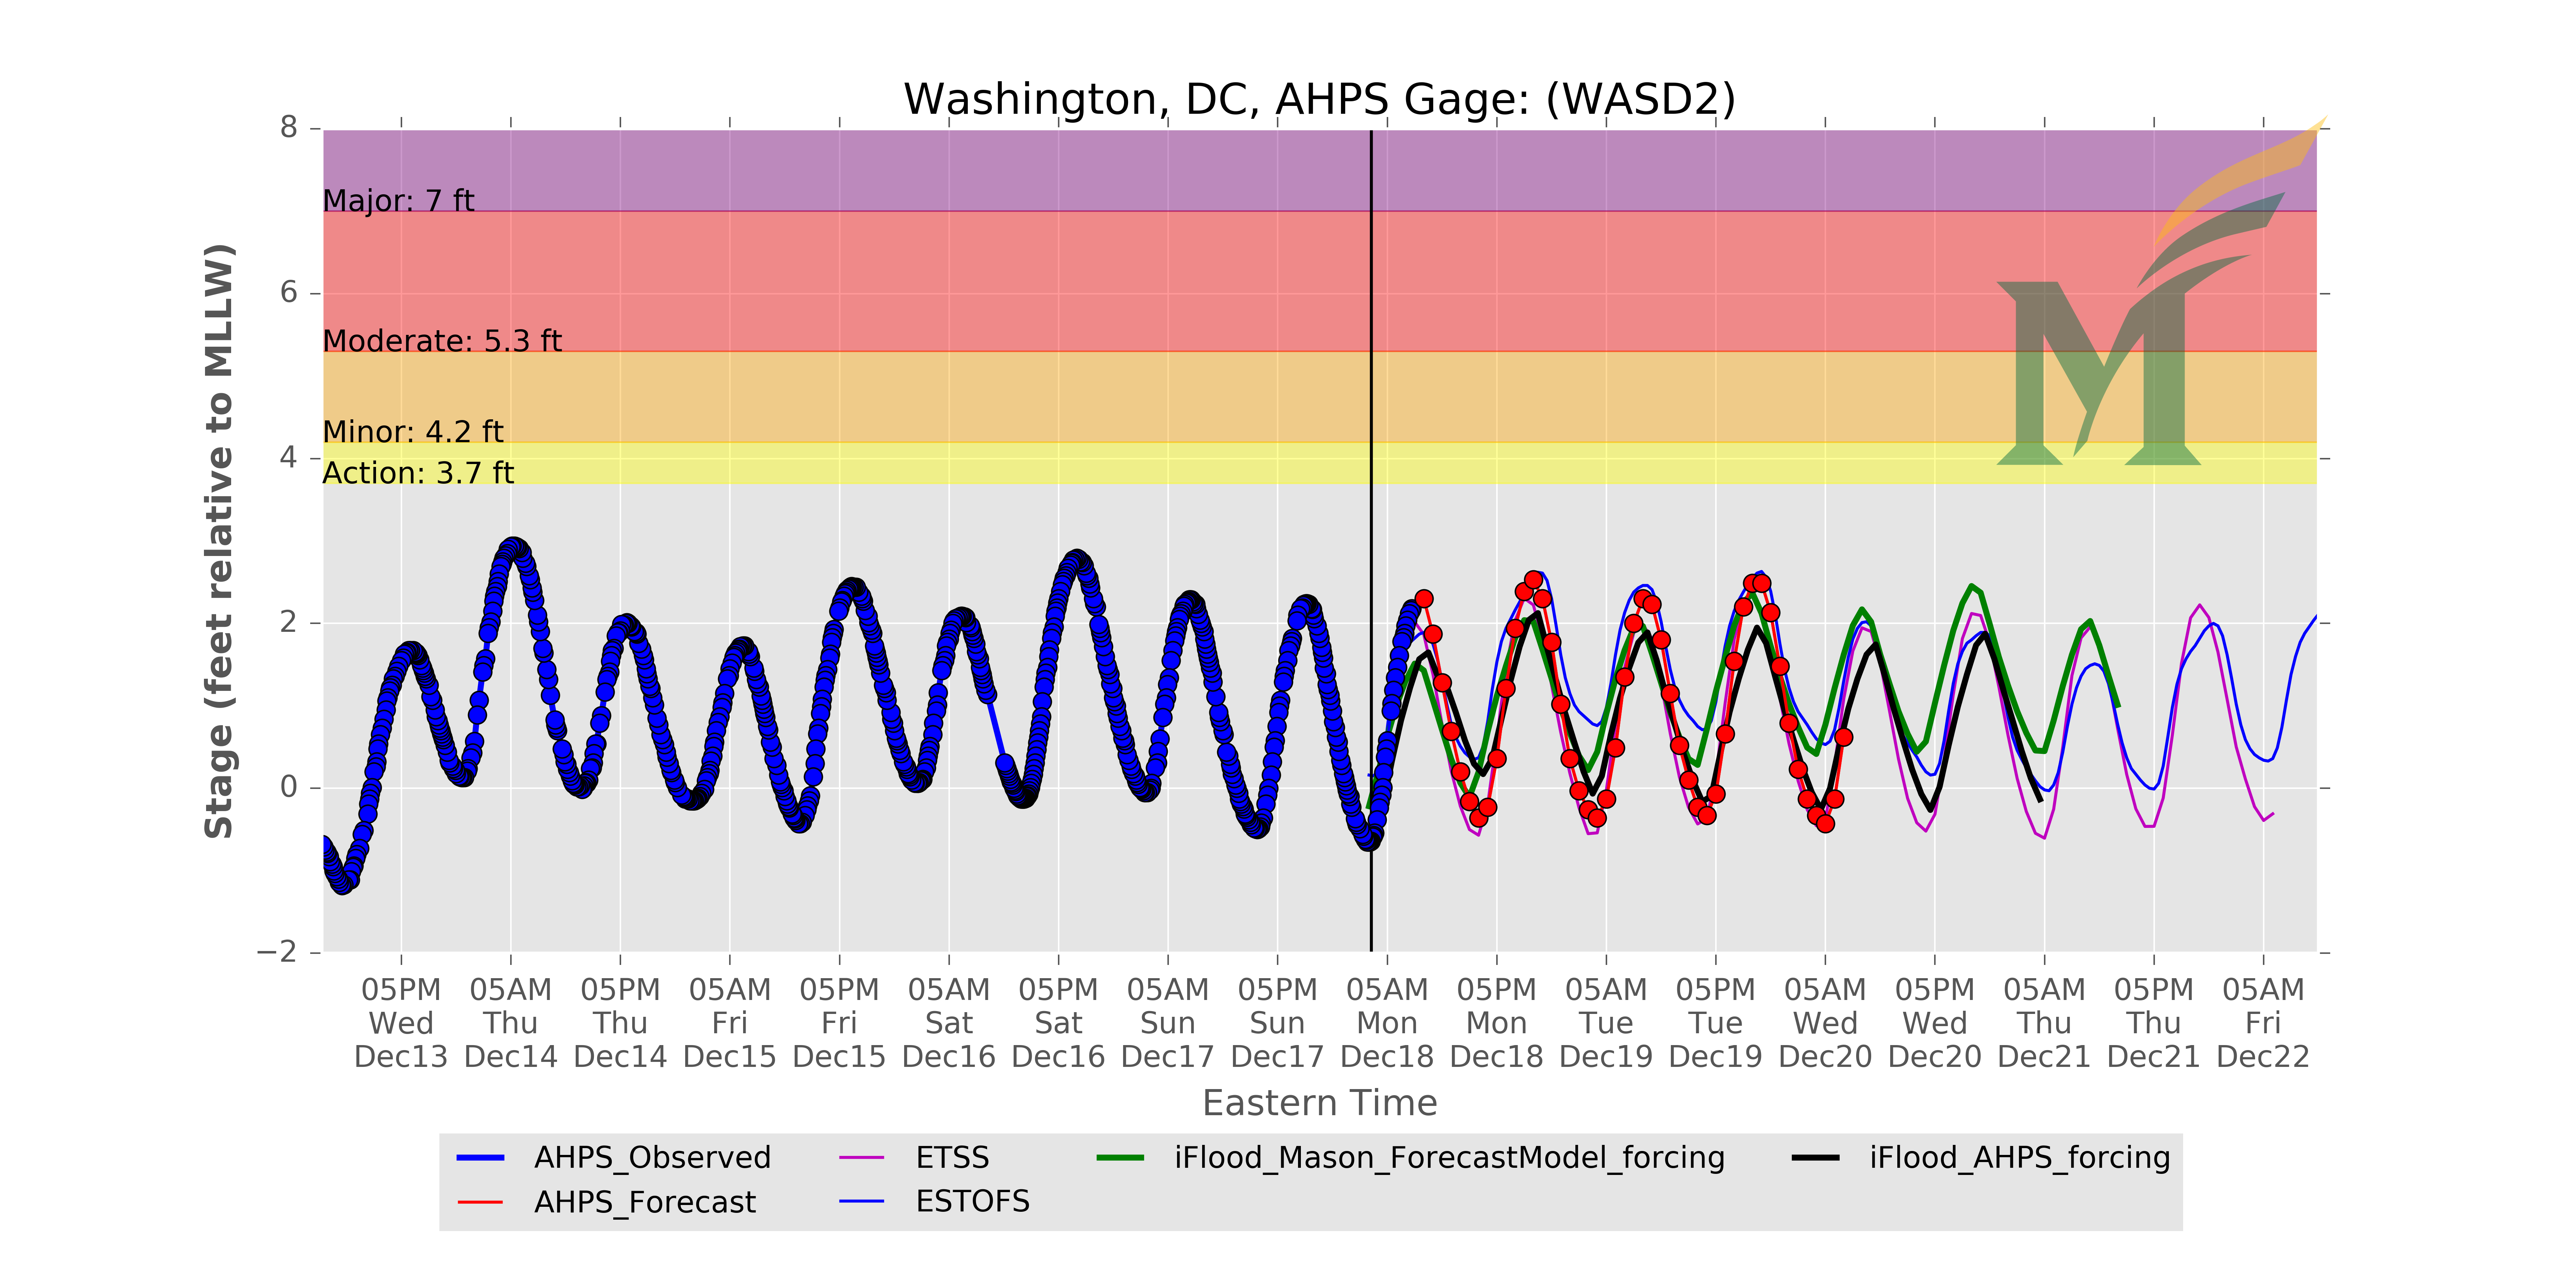 Washington, DC, AHPS Gage: (WASD2)
8
6
4
2
0
−2
Stage (feet relative to MLLW)
Major: 7 ft
Moderate: 5.3 ft
Minor: 4.2 ft
Action: 3.7 ft
05PM 05AM 05PM 05AM 05PM 05AM 05PM 05AM 05PM 05AM 05PM 05AM 05PM 05AM 05PM 05AM 05PM 05AM
Wed Thu Thu Fri Fri Sat Sat Sun Sun Mon Mon Tue Tue Wed Wed Thu Thu Fri
Dec13 Dec14 Dec14 Dec15 Dec15 Dec16 Dec16 Dec17 Dec17 Dec18 Dec18 Dec19 Dec19 Dec20 Dec20 Dec21 Dec21 Dec22
Eastern Time
AHPS_Observed ETSS iFlood_Mason_ForecastModel_forcing iFlood_AHPS_forcing
AHPS_Forecast ESTOFS
M